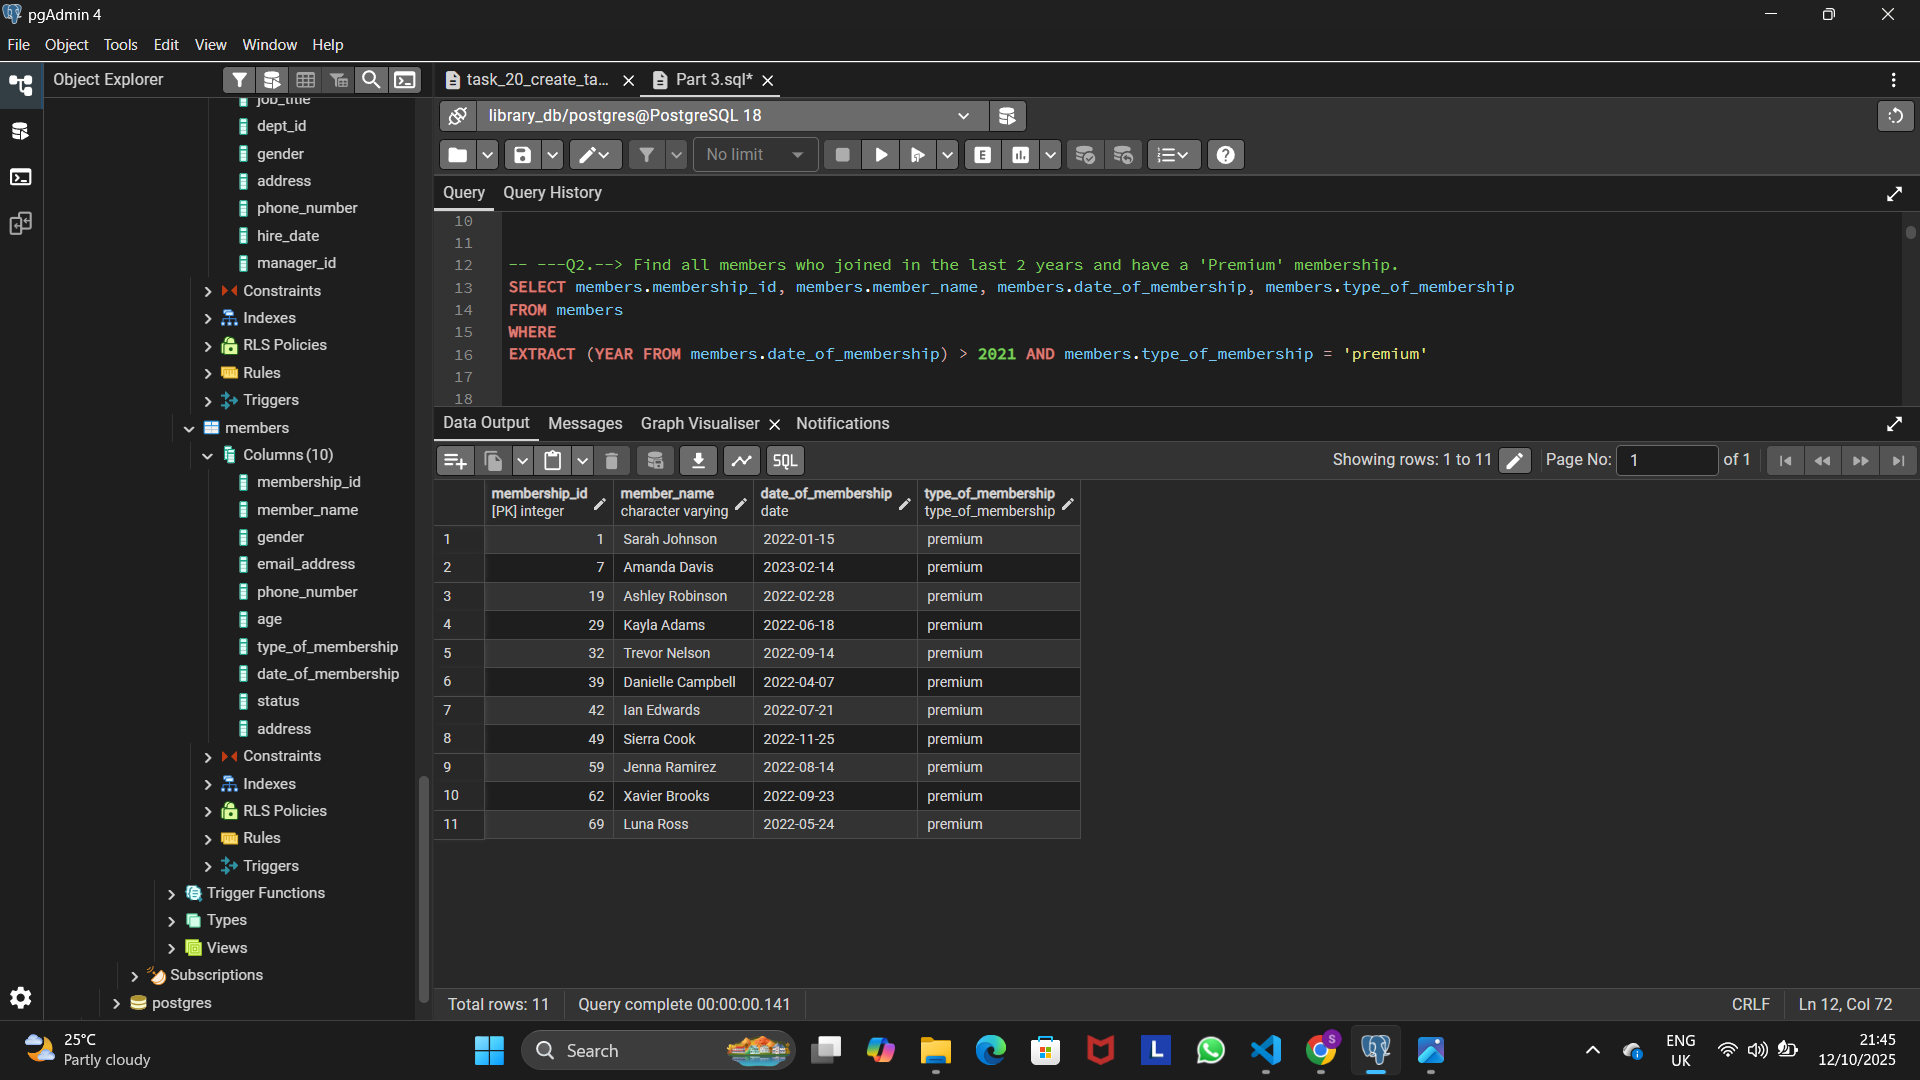 pgAdmin 4
File Object Tools Edit View Window Help
Object Explorer
task_20_create_ta... Part 3.sql*
library_db/postgres@PostgreSQL 18
No limit
Query Query History
job_title
dept_id
gender
address
phone_number
hire_date
manager_id
Constraints
Indexes
RLS Policies
Rules
Triggers
members
Columns (10)
membership_id
member_name
gender
email_address
phone_number
age
type_of_membership
date_of_membership
status
address
Constraints
Indexes
RLS Policies
Rules
Triggers
Trigger Functions
Types
Views
Subscriptions
postgres
10
11
12 -- ---Q2.--> Find all members who joined in the last 2 years and have a 'Premium' membership.
13 SELECT members.membership_id, members.member_name, members.date_of_membership, members.type_of_membership
14 FROM members
15 WHERE
16 EXTRACT (YEAR FROM members.date_of_membership) > 2021 AND members.type_of_membership = 'premium'
17
18
Data Output Messages Graph Visualiser Notifications
SQL Showing rows: 1 to 11 Page No: 1 of 1
membership_id member_name date_of_membership type_of_membership
[PK] integer character varying date type_of_membership
1 1 Sarah Johnson 2022-01-15 premium
2 7 Amanda Davis 2023-02-14 premium
3 19 Ashley Robinson 2022-02-28 premium
4 29 Kayla Adams 2022-06-18 premium
5 32 Trevor Nelson 2022-09-14 premium
6 39 Danielle Campbell 2022-04-07 premium
7 42 Ian Edwards 2022-07-21 premium
8 49 Sierra Cook 2022-11-25 premium
9 59 Jenna Ramirez 2022-08-14 premium
10 62 Xavier Brooks 2022-09-23 premium
11 69 Luna Ross 2022-05-24 premium
Total rows: 11 Query complete 00:00:00.141 CRLF Ln 12, Col 72
25°C
Partly cloudy
Search
L
S
ENG
UK
21:45
12/10/2025